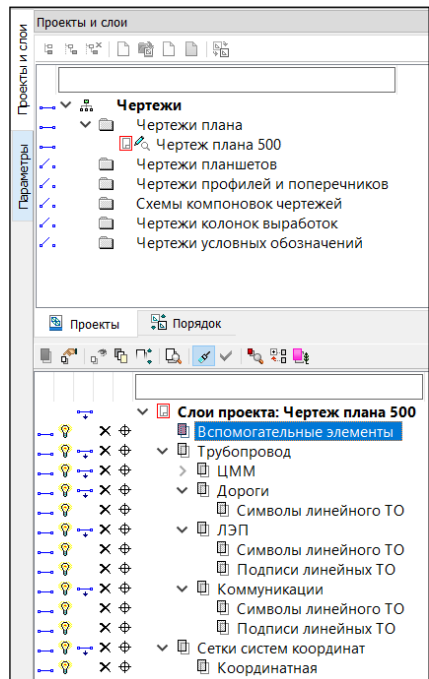 Проекты и слои
Проекты и слои
Параметры
Чертежи
Чертежи плана
Чертеж плана 500
Чертежи планшетов
Чертежи профилей и поперечников
Схемы компоновок чертежей
Чертежи колонок выработок
Чертежи условных обозначений
Проекты
Порядок
Слои проекта: Чертеж плана 500
Вспомогательные элементы
Трубопровод
ЦММ
Дороги
Символы линейного ТО
ЛЭП
Символы линейного ТО
Подписи линейных ТО
Коммуникации
Символы линейного ТО
Подписи линейных ТО
Сетки систем координат
Координатная